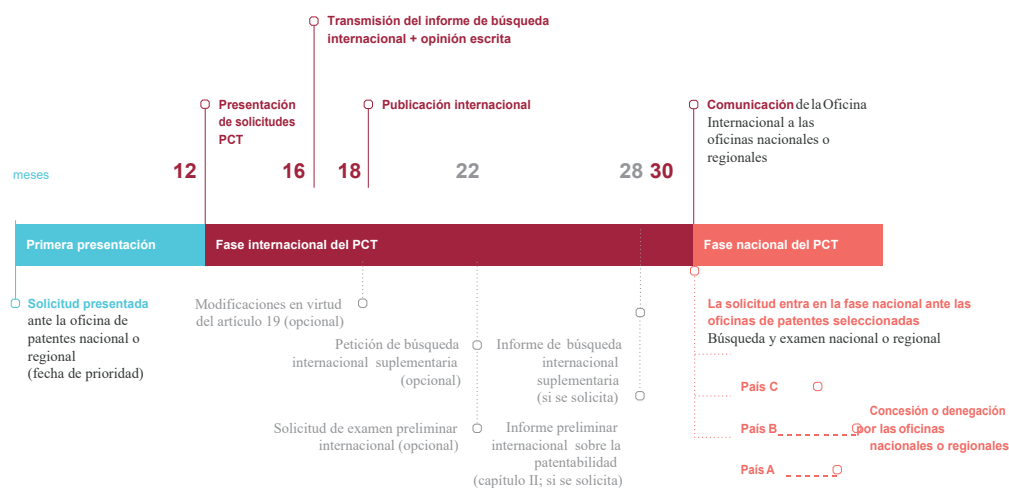 Transmisión del informe de búsqueda
internacional + opinión escrita
Presentación
de solicitudes
PCT
Publicación internacional
Comunicación de la Oficina
Internacional a las
oficinas nacionales o
regionales
meses
12
16
18
22
28
30
Primera presentación
Fase internacional del PCT
Fase nacional del PCT
Solicitud presentada
ante la oficina de
patentes nacional o
regional
(fecha de prioridad)
Modificaciones en virtud
del artículo 19 (opcional)
Petición de búsqueda
internacional suplementaria
(opcional)
Solicitud de examen preliminar
internacional (opcional)
Informe de búsqueda
internacional
suplementaria
(si se solicita)
Informe preliminar
internacional sobre la
patentabilidad
(capítulo II; si se solicita)
La solicitud entra en la fase nacional ante las
oficinas de patentes seleccionadas
Búsqueda y examen nacional o regional
País C
País B
País A
Concesión o denegación
por las oficinas
nacionales o regionales